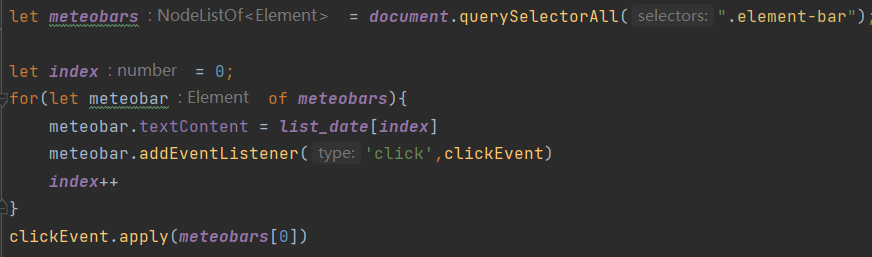 let meteobars : NodeListOf<Element> = document.querySelectorAll( selectors: ".element-bar");
let index : number = 0;
for(let meteobar : Element of meteobars){
meteobar.textContent = list_date[index]
meteobar.addEventListener( type: 'click',clickEvent)
index++
}
clickEvent.apply(meteobars[0])